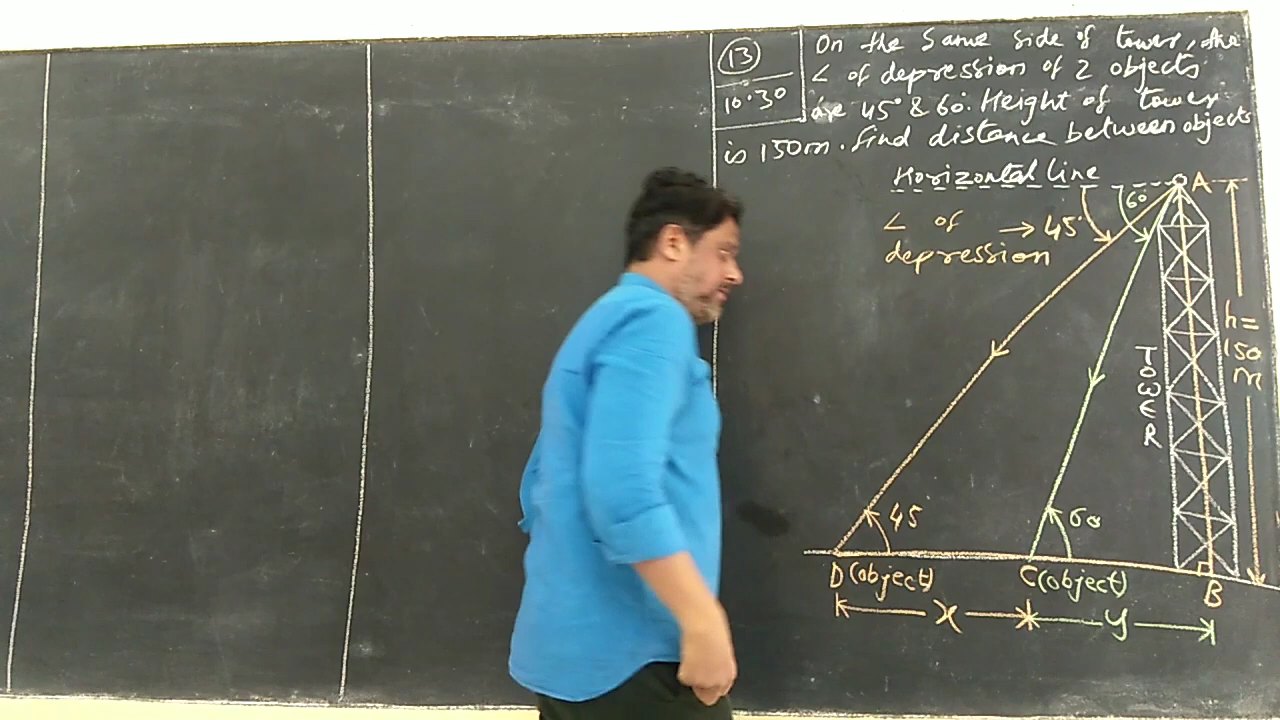 13
10.30
On the same side of tower, the
∠ of depression of 2 objects
are 45° & 60°. Height of tower
is 150m. find distance between objects
Horizontal line
A
60
∠ of → 45°
depression
h=
150
m
TOWER
45
60
D(object)
C(object)
B
x
y